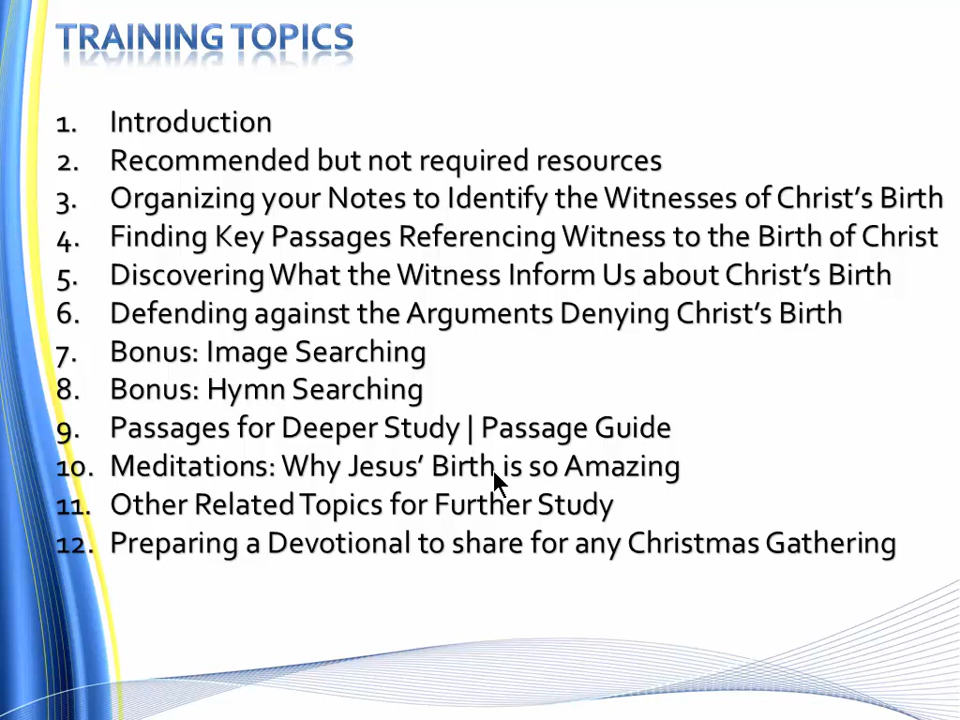 TRAINING TOPICS
1. Introduction
2. Recommended but not required resources
3. Organizing your Notes to Identify the Witnesses of Christ's Birth
4. Finding Key Passages Referencing Witness to the Birth of Christ
5. Discovering What the Witness Inform Us about Christ's Birth
6. Defending against the Arguments Denying Christ's Birth
7. Bonus: Image Searching
8. Bonus: Hymn Searching
9. Passages for Deeper Study | Passage Guide
10. Meditations: Why Jesus' Birth is so Amazing
11. Other Related Topics for Further Study
12. Preparing a Devotional to share for any Christmas Gathering